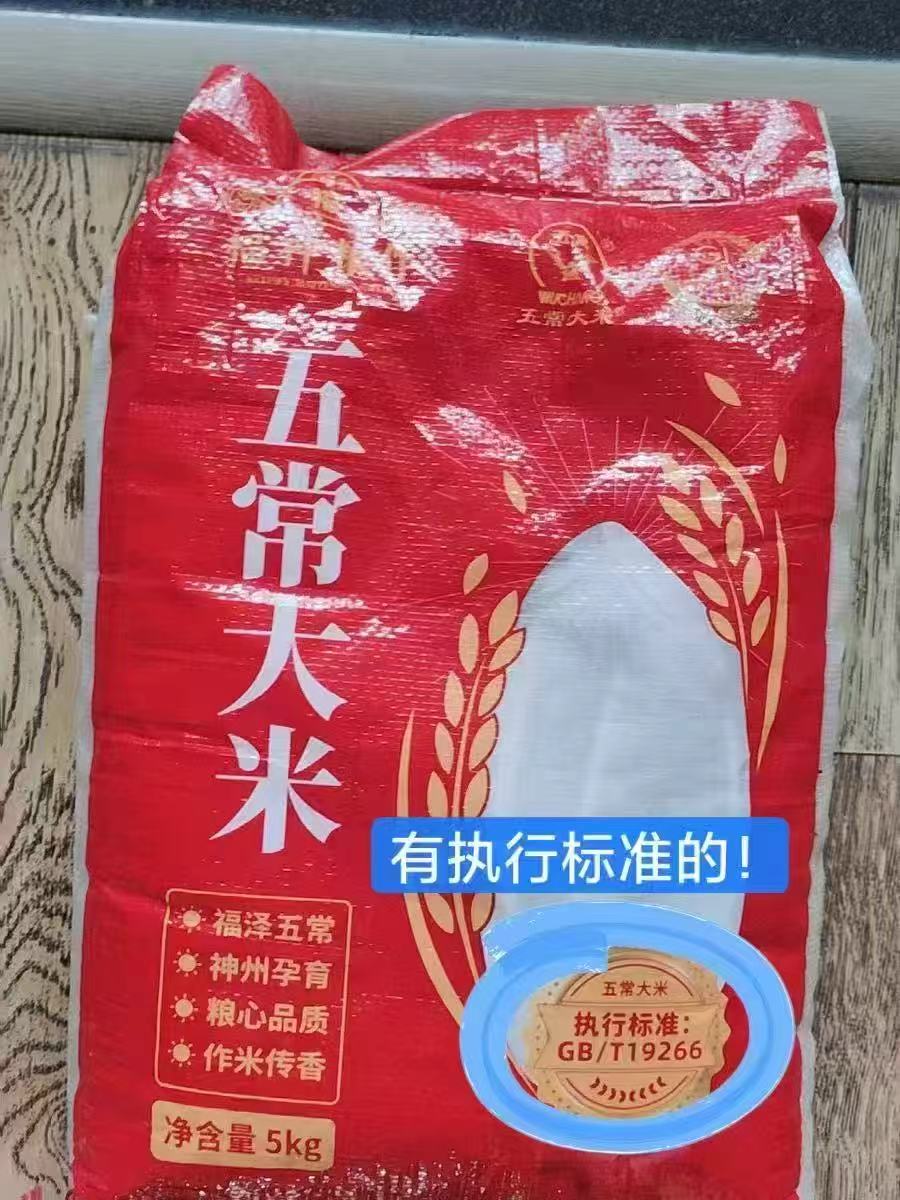 WUCHANG
五常大米
五常大米
有执行标准的！
福泽五常
神州孕育
粮心品质
作米传香
五常大米
执行标准：
GB/T19266
净含量 5kg